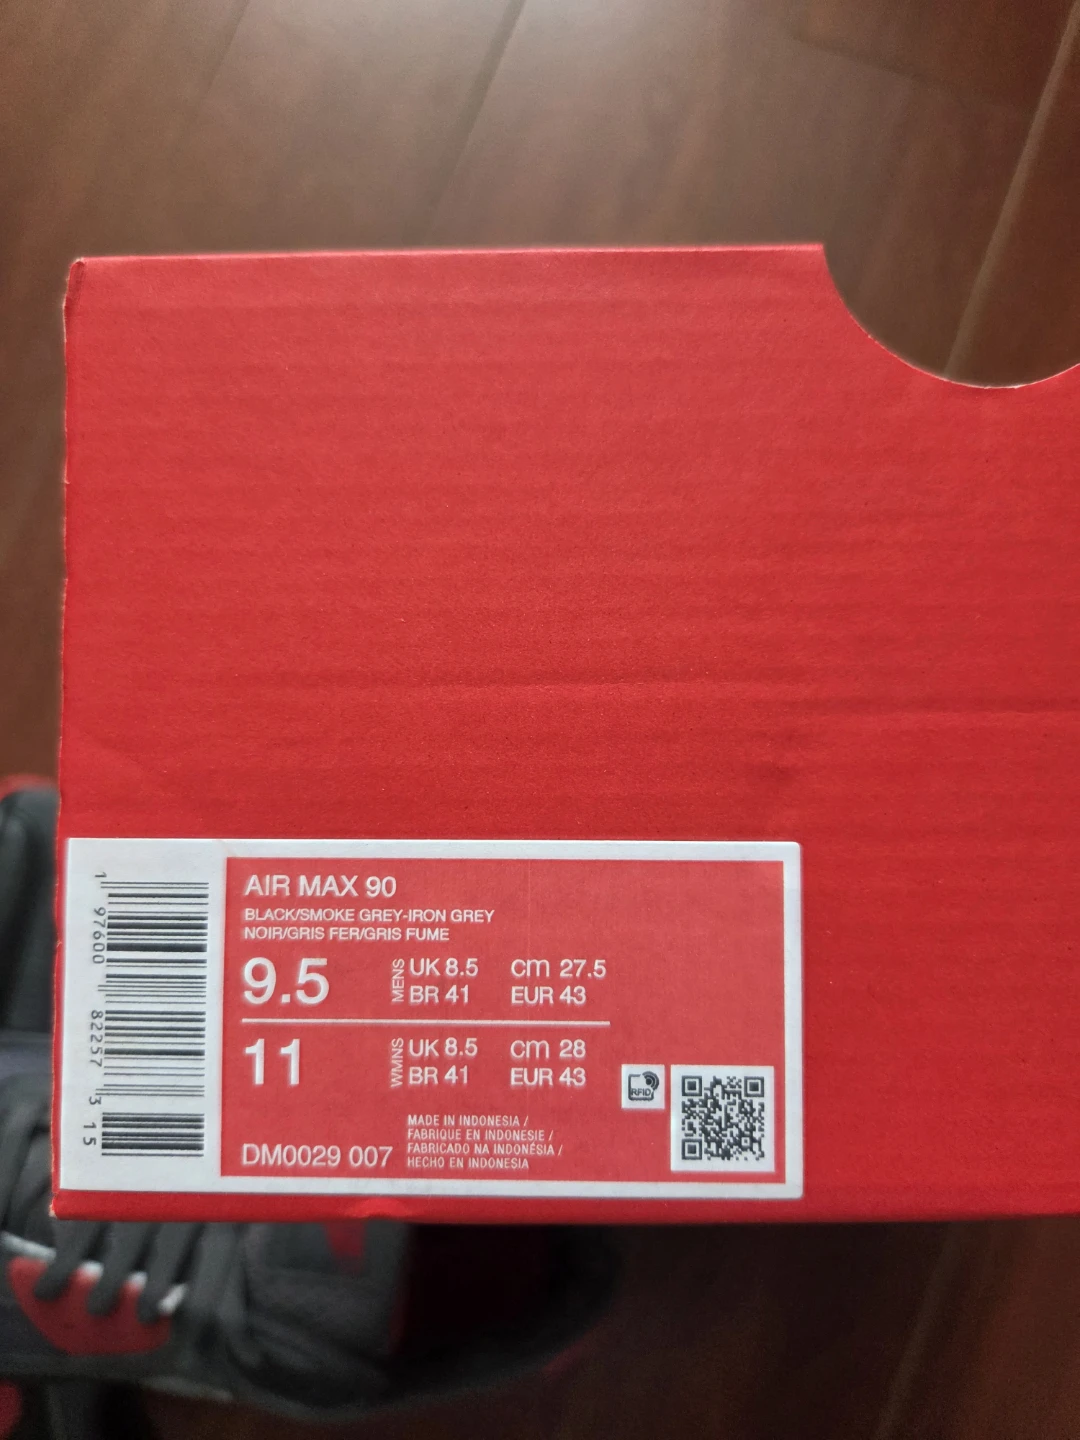 AIR MAX 90
BLACK/SMOKE GREY-IRON GREY
NOIR/GRIS FER/GRIS FUME
9.5
MENS
UK 8.5 cm 27.5
BR 41 EUR 43
11
WMNS
UK 8.5 cm 28
BR 41 EUR 43
DM0029 007
MADE IN INDONESIA /
FABRIQUE EN INDONESIE /
FABRICADO NA INDONÉSIA /
HECHO EN INDONESIA
RFID
1 97600 82257 3 15